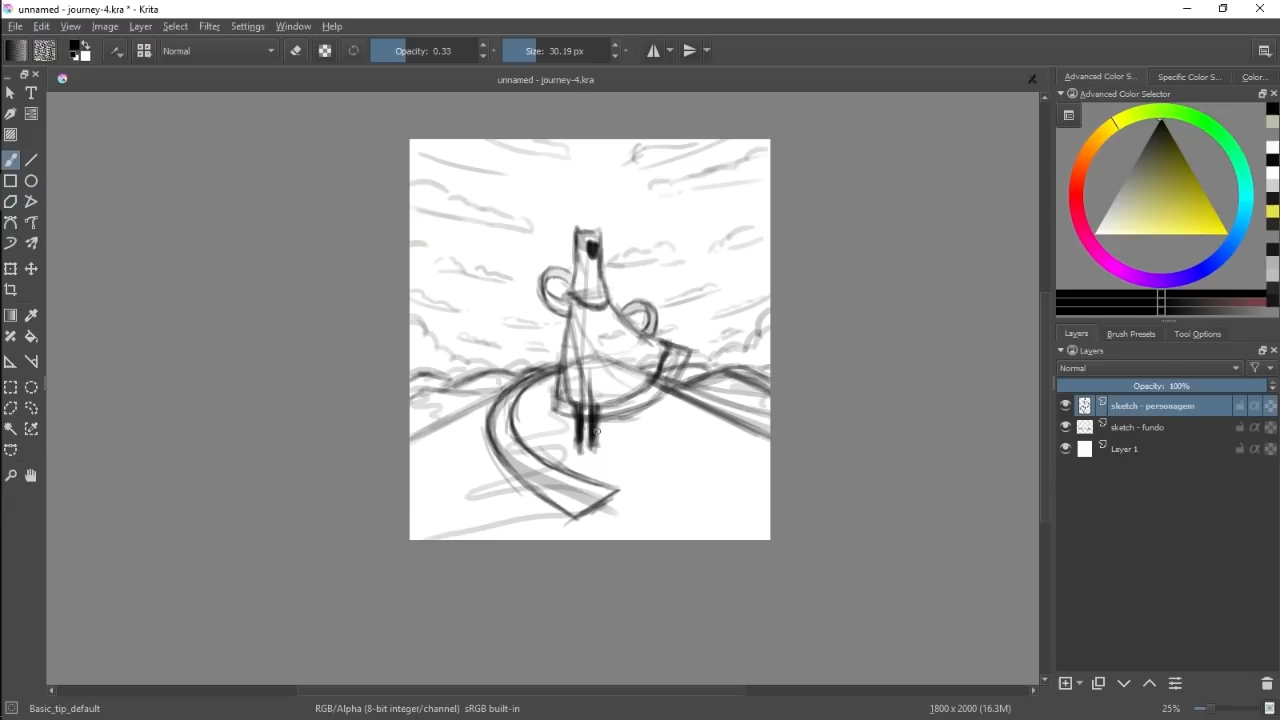 unnamed - journey-4.kra * - Krita
File Edit View Image Layer Select Filter Settings Window Help
Normal Opacity: 0.33 Size: 30.19 px
unnamed - journey-4.kra
Advanced Color S... Specific Color S... Color...
Advanced Color Selector
Layers Brush Presets Tool Options
Layers
Normal
Opacity: 100%
sketch - personagem
sketch - fundo
Layer 1
Basic_tip_default RGB/Alpha (8-bit integer/channel) sRGB built-in 1800 x 2000 (16.3M) 25%